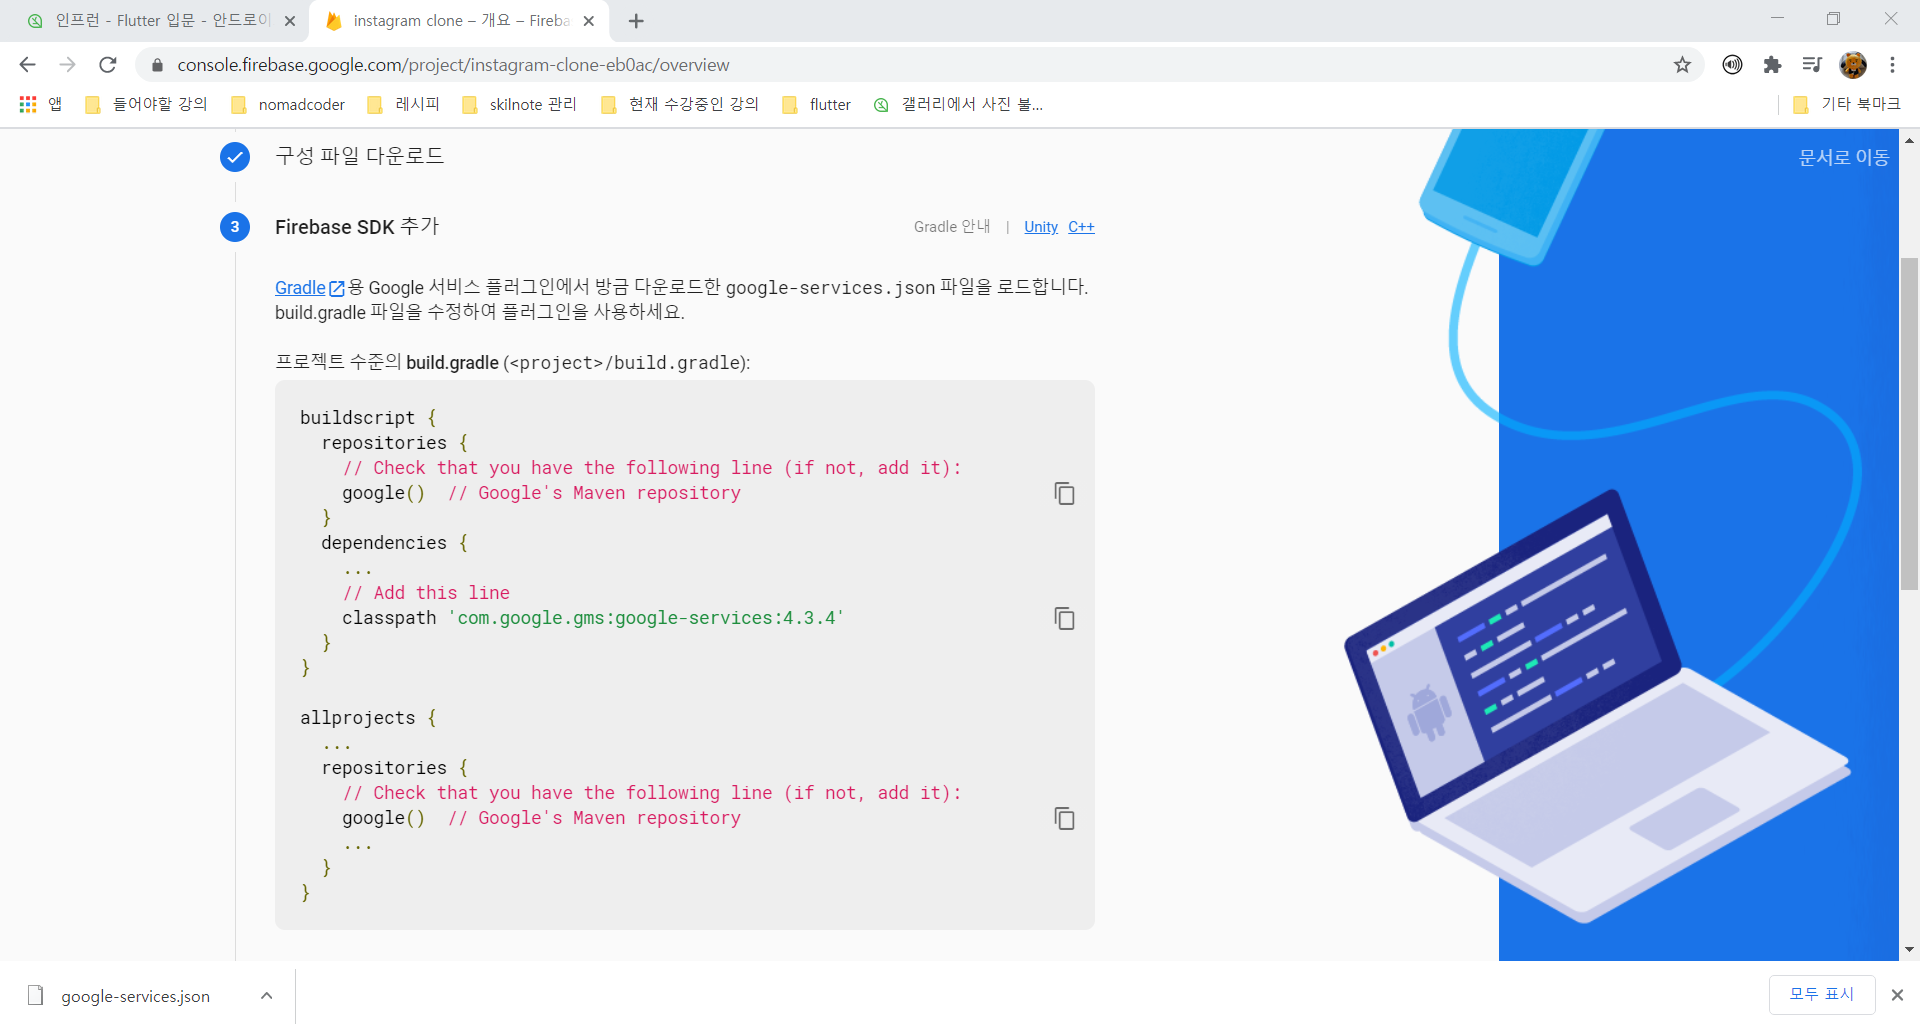 인프런 - Flutter 입문 - 안드로이
instagram clone – 개요 – Fireba
console.firebase.google.com/project/instagram-clone-eb0ac/overview
앱 들어야할 강의 nomadcoder 레시피 skilnote 관리 현재 수강중인 강의 flutter 갤러리에서 사진 불... 기타 북마크
구성 파일 다운로드
문서로 이동
3 Firebase SDK 추가 Gradle 안내 | Unity C++
Gradle용 Google 서비스 플러그인에서 방금 다운로드한 google-services.json 파일을 로드합니다.
build.gradle 파일을 수정하여 플러그인을 사용하세요.
프로젝트 수준의 build.gradle (<project>/build.gradle):
buildscript {
  repositories {
    // Check that you have the following line (if not, add it):
    google()  // Google's Maven repository
  }
  dependencies {
    ...
    // Add this line
    classpath 'com.google.gms:google-services:4.3.4'
  }
}
allprojects {
  ...
  repositories {
    // Check that you have the following line (if not, add it):
    google()  // Google's Maven repository
    ...
  }
}
google-services.json
모두 표시